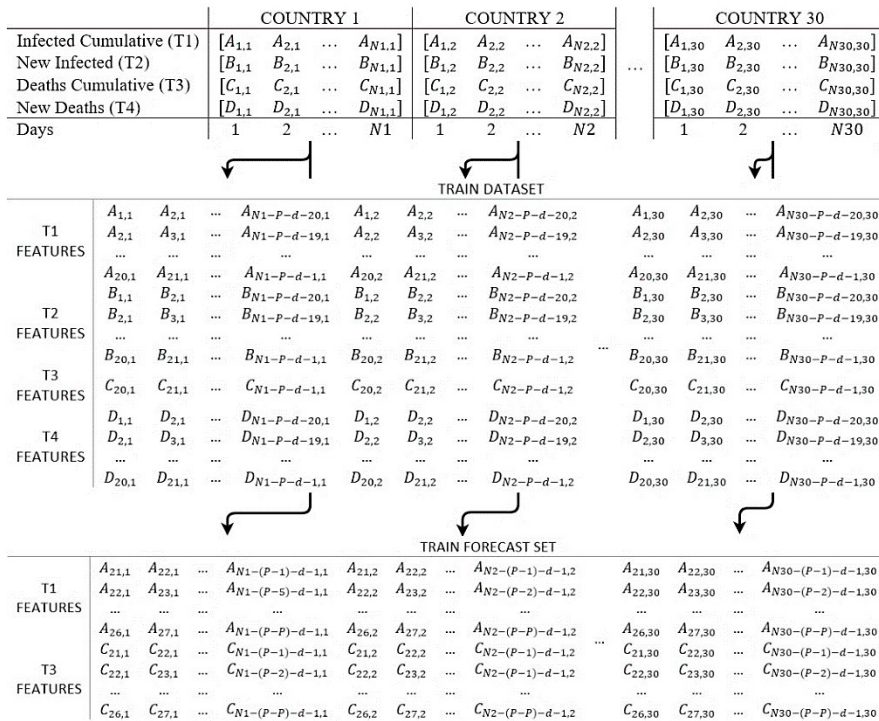 COUNTRY 1 COUNTRY 2 COUNTRY 30
Infected Cumulative (T1) [A1,1 A2,1 ... AN1,1] [A1,2 A2,2 ... AN2,2] [A1,30 A2,30 ... AN30,30]
New Infected (T2) [B1,1 B2,1 ... BN1,1] [B1,2 B2,2 ... BN2,2] ... [B1,30 B2,30 ... BN30,30]
Deaths Cumulative (T3) [C1,1 C2,1 ... CN1,1] [C1,2 C2,2 ... CN2,2] [C1,30 C2,30 ... CN30,30]
New Deaths (T4) [D1,1 D2,1 ... DN1,1] [D1,2 D2,2 ... DN2,2] [D1,30 D2,30 ... DN30,30]
Days 1 2 ... N1 1 2 ... N2 1 2 ... N30
TRAIN DATASET
A1,1 A2,1 ... AN1−P−d−20,1 A1,2 A2,2 ... AN2−P−d−20,2 A1,30 A2,30 ... AN30−P−d−20,30
T1 FEATURES A2,1 A3,1 ... AN1−P−d−19,1 A2,2 A3,2 ... AN2−P−d−19,2 A2,30 A3,30 ... AN30−P−d−19,30
... ... ... ... ... ... ... ...
A20,1 A21,1 ... AN1−P−d−1,1 A20,2 A21,2 ... AN2−P−d−1,2 A20,30 A21,30 ... AN30−P−d−1,30
B1,1 B2,1 ... BN1−P−d−20,1 B1,2 B2,2 ... BN2−P−d−20,2 B1,30 B2,30 ... BN30−P−d−20,30
T2 FEATURES B2,1 B3,1 ... BN1−P−d−19,1 B2,2 B3,2 ... BN2−P−d−19,2 B2,30 B3,30 ... BN30−P−d−19,30
... ... ... ... ... ... ... ...
B20,1 B21,1 ... BN1−P−d−1,1 B20,2 B21,2 ... BN2−P−d−1,2 ... B20,30 B21,30 ... BN30−P−d−1,30
T3 FEATURES C20,1 C21,1 ... CN1−P−d−1,1 C20,2 C21,2 ... CN2−P−d−1,2 C20,30 C21,30 ... CN30−P−d−1,30
D1,1 D2,1 ... DN1−P−d−20,1 D1,2 D2,2 ... DN2−P−d−20,2 D1,30 D2,30 ... DN30−P−d−20,30
T4 FEATURES D2,1 D3,1 ... DN1−P−d−19,1 D2,2 D3,2 ... DN2−P−d−19,2 D2,30 D3,30 ... DN30−P−d−19,30
... ... ... ... ... ... ... ...
D20,1 D21,1 ... DN1−P−d−1,1 D20,2 D21,2 ... DN2−P−d−1,2 D20,30 D21,30 ... DN30−P−d−1,30
TRAIN FORECAST SET
A21,1 A22,1 ... AN1−(P−1)−d−1,1 A21,2 A22,2 ... AN2−(P−1)−d−1,2 A21,30 A22,30 ... AN30−(P−1)−d−1,30
T1 FEATURES A22,1 A23,1 ... AN1−(P−5)−d−1,1 A22,2 A23,2 ... AN2−(P−2)−d−1,2 A22,30 A23,30 ... AN30−(P−2)−d−1,30
... ... ... ... ... ... ... ...
A26,1 A27,1 ... AN1−(P−P)−d−1,1 A26,2 A27,2 ... AN2−(P−P)−d−1,2 ... A26,30 A27,30 ... AN30−(P−P)−d−1,30
C21,1 C22,1 ... CN1−(P−1)−d−1,1 C21,2 C22,2 ... CN2−(P−1)−d−1,2 C21,30 C22,30 ... CN30−(P−1)−d−1,30
T3 FEATURES C22,1 C23,1 ... CN1−(P−2)−d−1,1 C22,2 C23,2 ... CN2−(P−2)−d−1,2 C22,30 C23,30 ... CN30−(P−2)−d−1,30
... ... ... ... ... ... ... ...
C26,1 C27,1 ... CN1−(P−P)−d−1,1 C26,2 C27,2 ... CN2−(P−P)−d−1,2 C26,30 C27,30 ... CN30−(P−P)−d−1,30